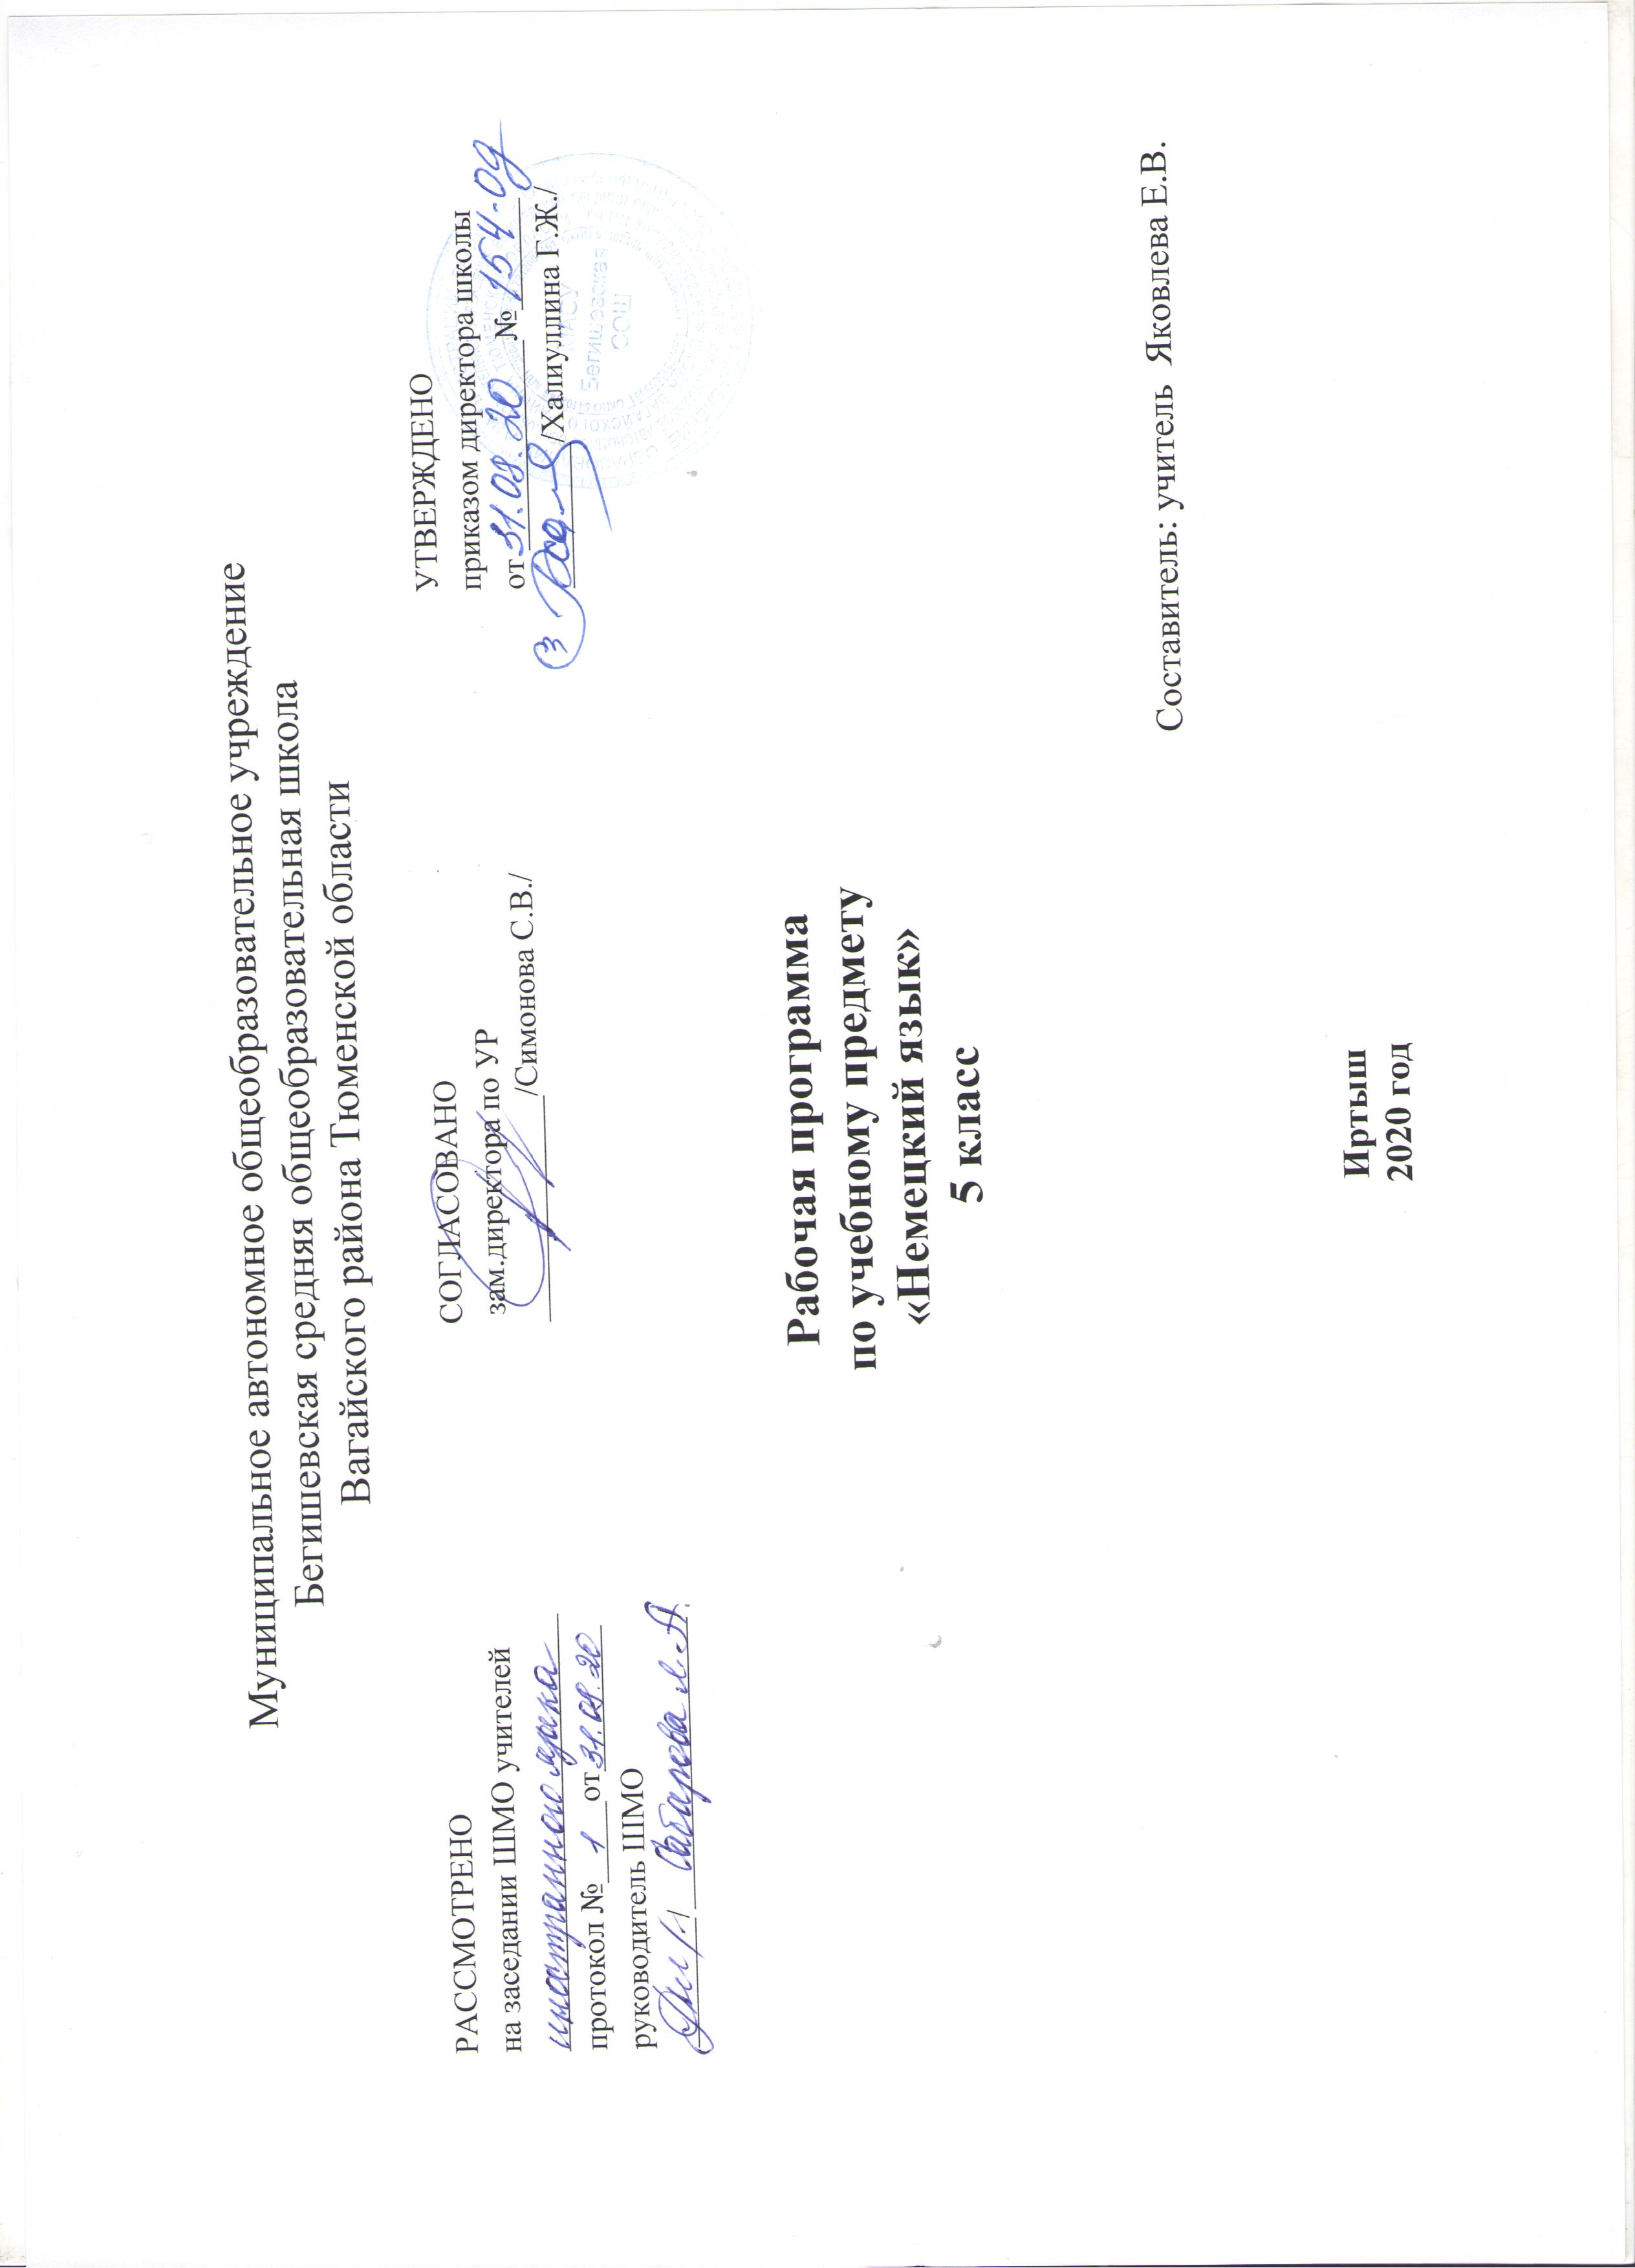 Муниципальное автономное общеобразовательное учреждение
Бегишевская средняя общеобразовательная школа
Вагайского района Тюменской области
РАССМОТРЕНО
на заседании ШМО учителей
иностранного языка
протокол № 1 от 31.08.20
руководитель ШМО
СОГЛАСОВАНО
зам.директора по УР
/Симонова С.В./
УТВЕРЖДЕНО
приказом директора школы
от 31.08.20 № 154-од
/Халиуллина Г.Ж./
МАОУ
Бегишевская
СОШ
Рабочая программа
по учебному предмету
«Немецкий язык»
5 класс
Составитель: учитель Яковлева Е.В.
Иртыш
2020 год